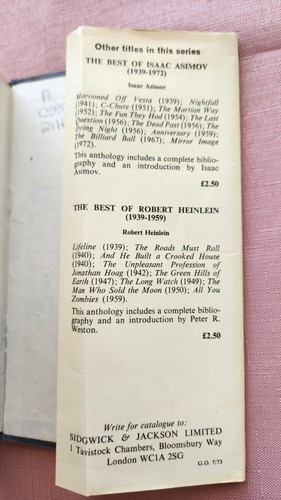 Other titles in this series
THE BEST OF ISAAC ASIMOV
(1939-1972)
Isaac Asimov
Marooned Off Vesta (1939); Nightfall
(1941); C-Chute (1951); The Martian Way
(1952); The Fun They Had (1954); The Last
Question (1956); The Dead Past (1956); The
Dying Night (1956); Anniversary (1959);
The Billiard Ball (1967); Mirror Image
(1972).
This anthology includes a complete biblio-
graphy and an introduction by Isaac
Asimov.
£2.50
THE BEST OF ROBERT HEINLEIN
(1939-1959)
Robert Heinlein
Lifeline (1939); The Roads Must Roll
(1940); And He Built a Crooked House
(1940); The Unpleasant Profession of
Jonathan Hoag (1942); The Green Hills of
Earth (1947); The Long Watch (1949); The
Man Who Sold the Moon (1950); All You
Zombies (1959).
This anthology includes a complete biblio-
graphy and an introduction by Peter R.
Weston.
£2.50
Write for catalogue to:
SIDGWICK & JACKSON LIMITED
1 Tavistock Chambers, Bloomsbury Way
London WC1A 2SG
G.O. 7/73